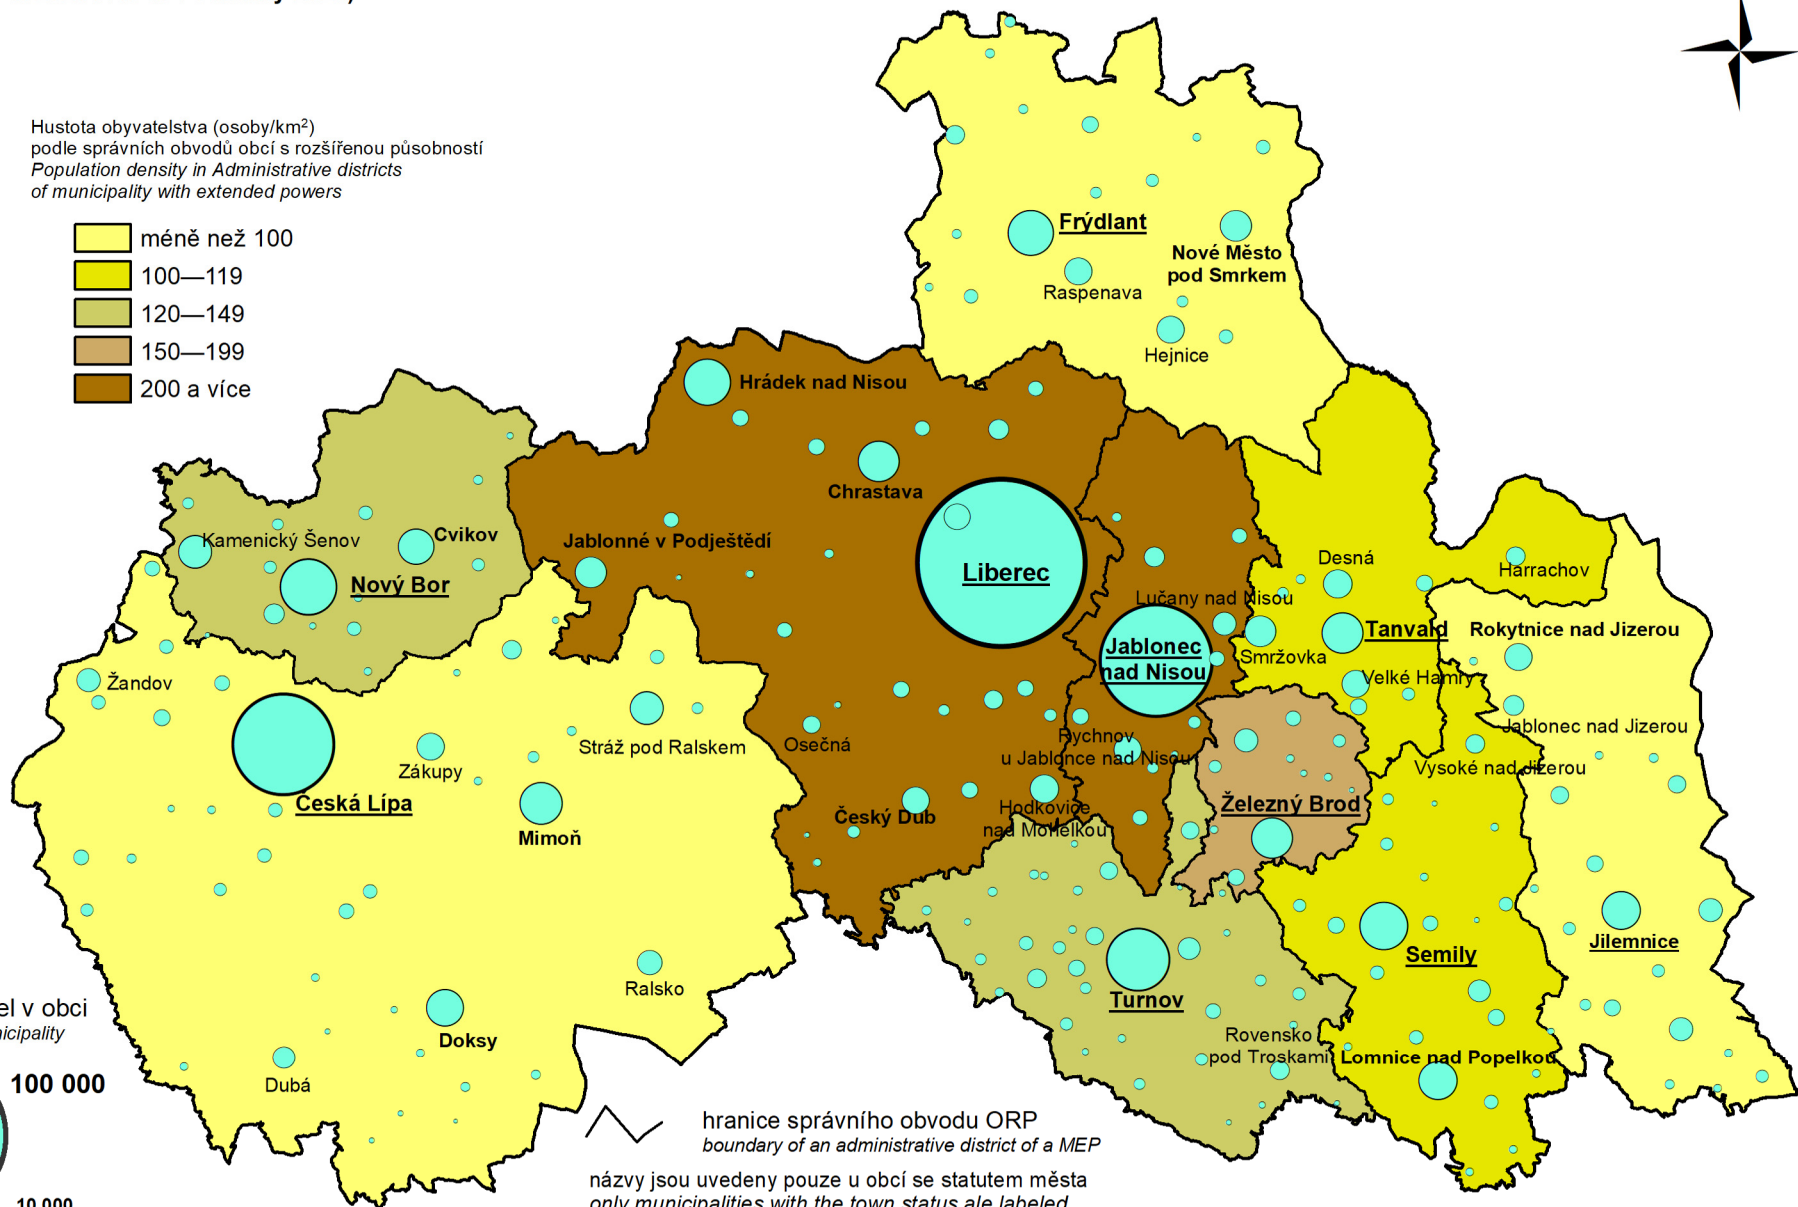 Hustota obyvatelstva (osoby/km²)
podle správních obvodů obcí s rozšířenou působností
Population density in Administrative districts
of municipality with extended powers
méně než 100
100—119
120—149
150—199
200 a více
Frýdlant
Nové Město
pod Smrkem
Raspenava
Hejnice
Hrádek nad Nisou
Chrastava
Kamenický Šenov
Cvikov
Jablonné v Podještědí
Nový Bor
Liberec
Desná
Harrachov
Lučany nad Nisou
Tanvald
Rokytnice nad Jizerou
Jablonec
nad Nisou
Smržovka
Velké Hamry
Žandov
Jablonec nad Jizerou
Stráž pod Ralskem
Osečná
Rychnov
u Jablonce nad Nisou
Zákupy
Vysoké nad Jizerou
Česká Lípa
Mimoň
Český Dub
Hodkovice
nad Mohelkou
Železný Brod
Semily
Jilemnice
Ralsko
Turnov
Doksy
Dubá
Rovensko
pod Troskami
Lomnice nad Popelkou
el v obci
nicipality
100 000
10 000
hranice správního obvodu ORP
boundary of an administrative district of a MEP
názvy jsou uvedeny pouze u obcí se statutem města
only municipalities with the town status ale labeled